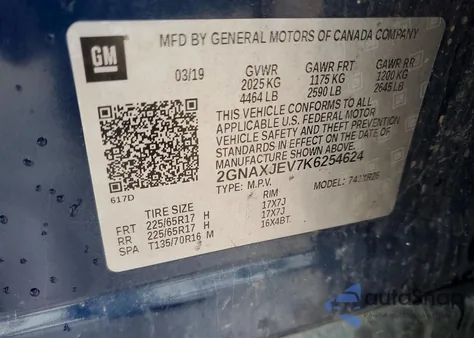 GM
MFD BY GENERAL MOTORS OF CANADA COMPANY
03/19 GVWR GAWR FRT GAWR RR
2025 KG 1175 KG 1200 KG
4464 LB 2590 LB 2645 LB
THIS VEHICLE CONFORMS TO ALL
APPLICABLE U.S. FEDERAL MOTOR
VEHICLE SAFETY AND THEFT PREVENTION
STANDARDS IN EFFECT ON THE DATE OF
MANUFACTURE SHOWN ABOVE.
2GNAXJEV7K6254624
617D
TYPE: M.P.V. MODEL:
TIRE SIZE RIM
FRT 225/65R17 H 17X7J
RR 225/65R17 H 17X7J
SPA T135/70R16 M 16X4BT
autoSnap